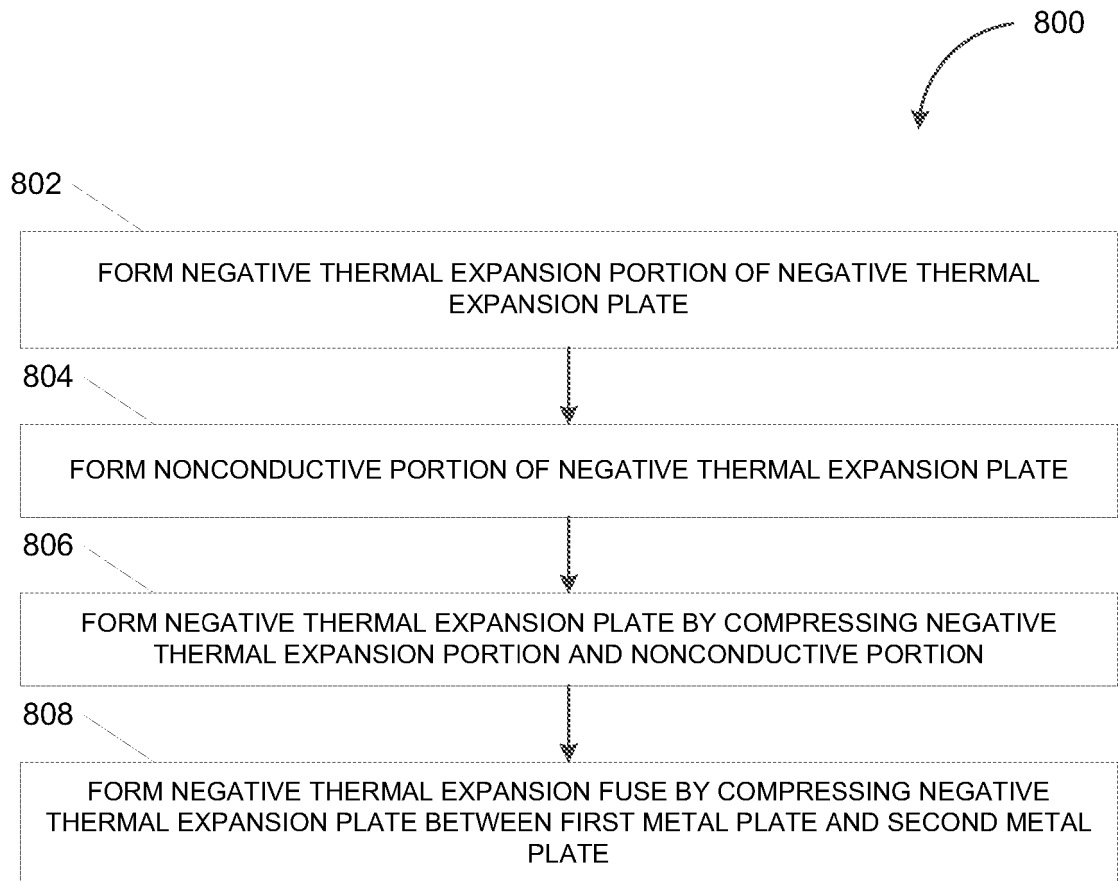 800
802
FORM NEGATIVE THERMAL EXPANSION PORTION OF NEGATIVE THERMAL
EXPANSION PLATE
804
FORM NONCONDUCTIVE PORTION OF NEGATIVE THERMAL EXPANSION PLATE
806
FORM NEGATIVE THERMAL EXPANSION PLATE BY COMPRESSING NEGATIVE
THERMAL EXPANSION PORTION AND NONCONDUCTIVE PORTION
808
FORM NEGATIVE THERMAL EXPANSION FUSE BY COMPRESSING NEGATIVE
THERMAL EXPANSION PLATE BETWEEN FIRST METAL PLATE AND SECOND METAL
PLATE